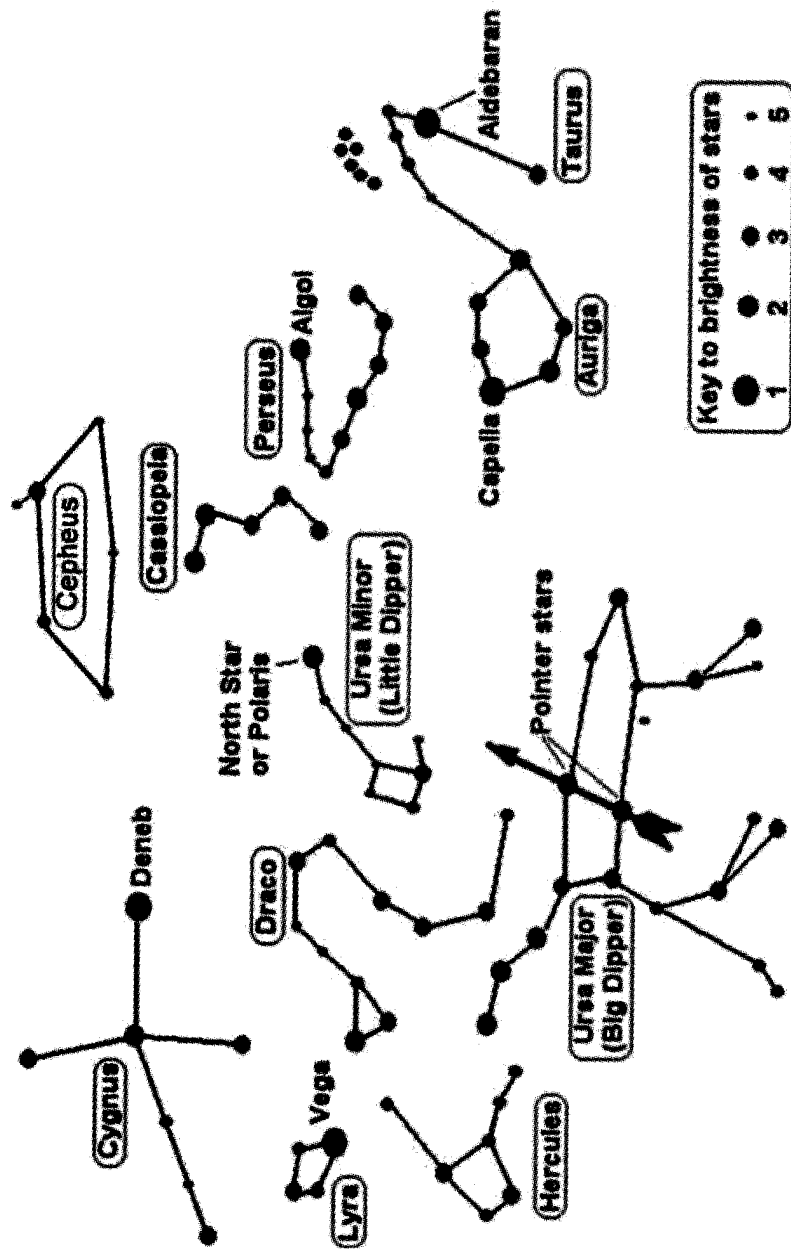 Cepheus
Cygnus
Deneb
Cassiopeia
North Star
or Polaris
Draco
Perseus
Algol
Vega
Lyra
Ursa Minor
(Little Dipper)
Capella
Aldebaran
Pointer stars
Hercules
Taurus
Ursa Major
(Big Dipper)
Auriga
Key to brightness of stars
1 2 3 4 5